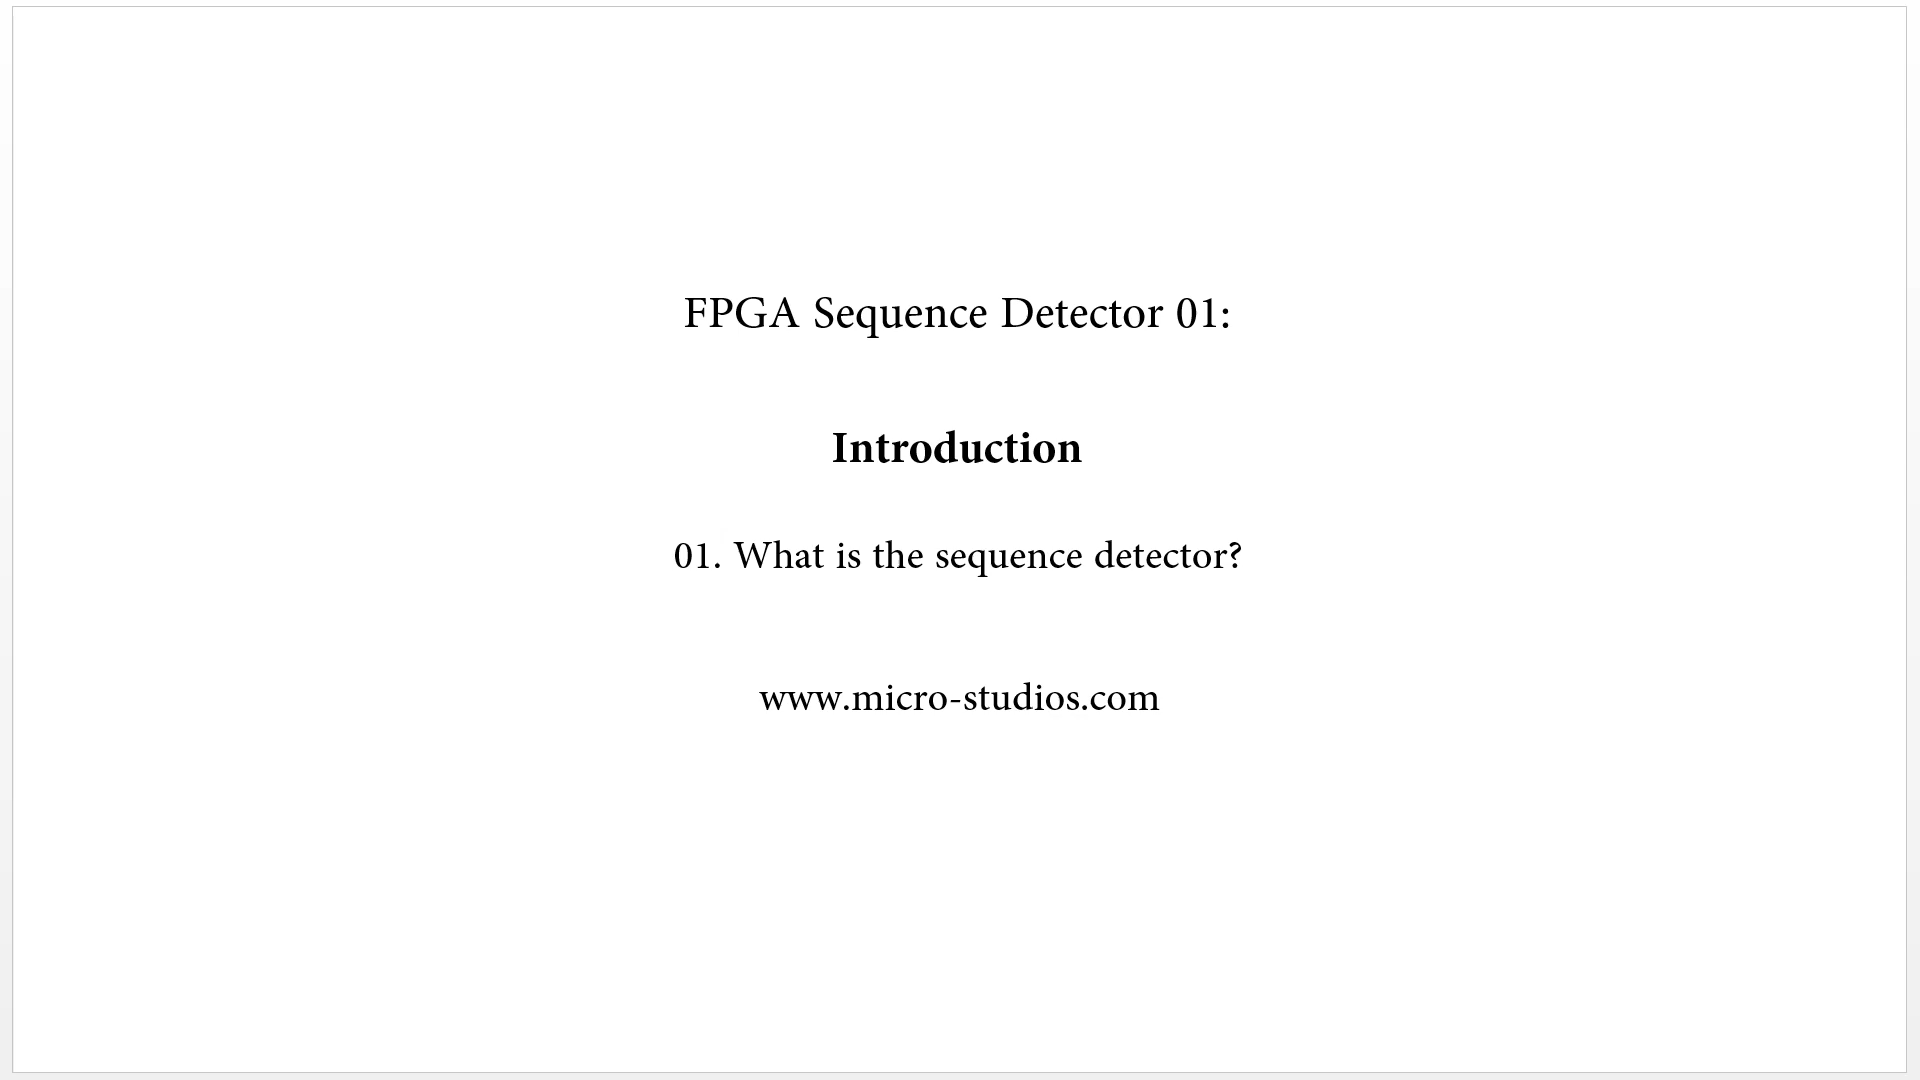 FPGA Sequence Detector 01:
Introduction
01. What is the sequence detector?
www.micro-studios.com